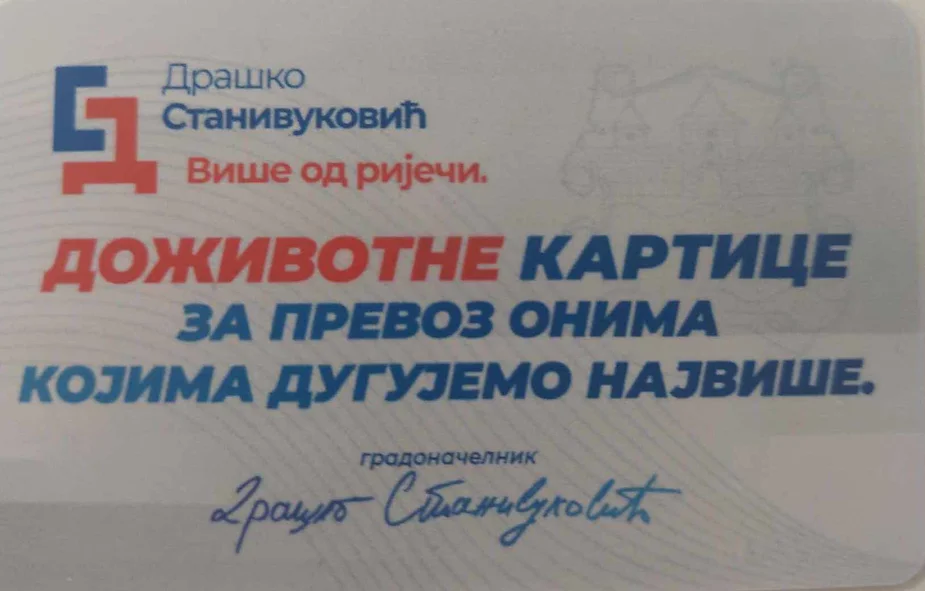 Драшко
Станивуковић
Више од ријечи.
ДОЖИВОТНЕ КАРТИЦЕ
ЗА ПРЕВОЗ ОНИМА
КОЈИМА ДУГУЈЕМО НАЈВИШЕ.
градоначелник
Драшко Станивуковић